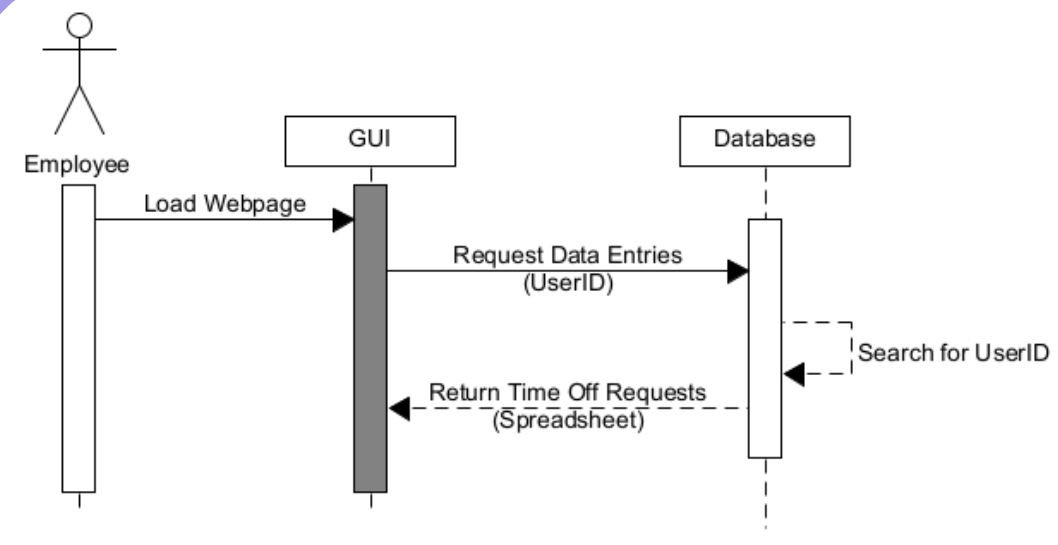 Employee
GUI
Database
Load Webpage
Request Data Entries
(UserID)
Search for UserID
Return Time Off Requests
(Spreadsheet)